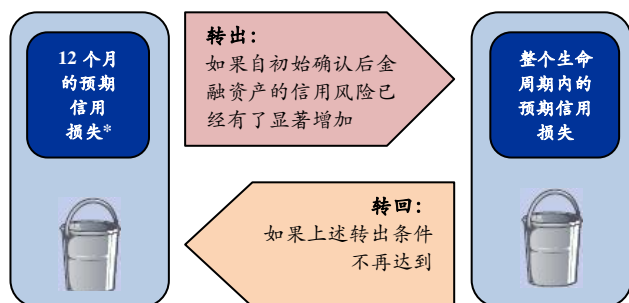 12 个月
的预期
信用
损失*
转出：
如果自初始确认后金
融资产的信用风险已
经有了显著增加
整个生命
周期内的
预期信用
损失
转回：
如果上述转出条件
不再达到